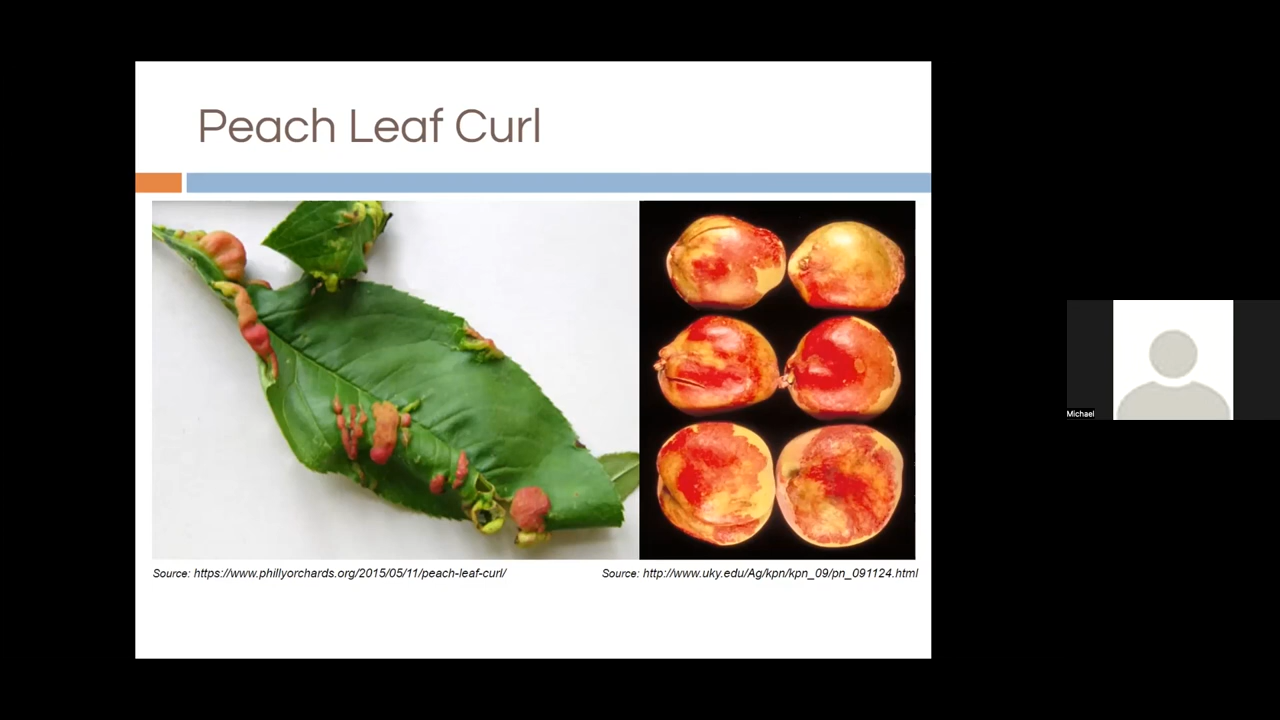 Peach Leaf Curl
Source: https://www.phillyorchards.org/2015/05/11/peach-leaf-curl/
Source: http://www.uky.edu/Ag/kpn/kpn_09/pn_091124.html
Michael